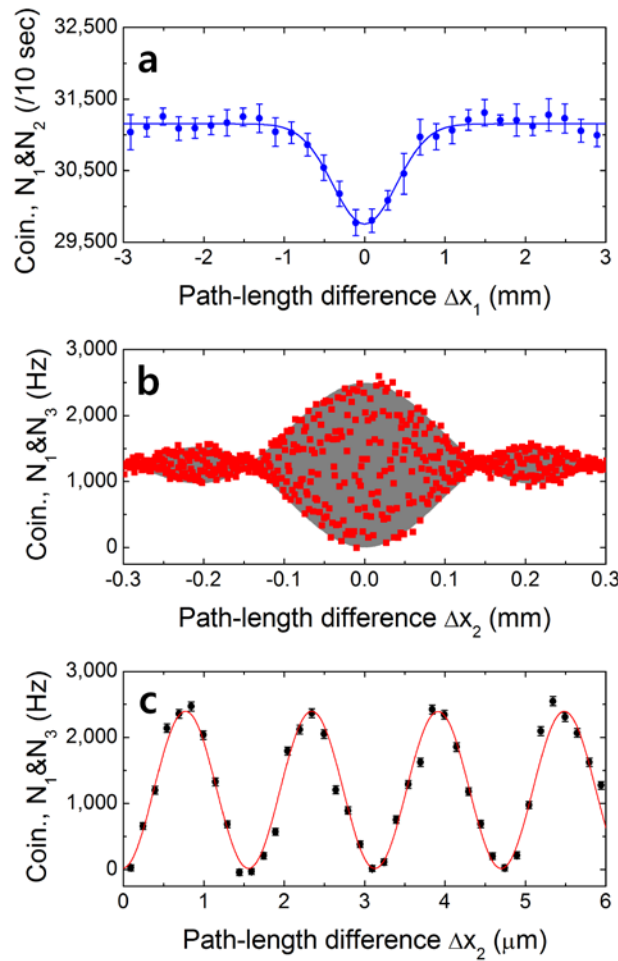 a
Coin., N1&N2 (/10 sec)
32,500
31,250
30,500
29,500
-3 -2 -1 0 1 2 3
Path-length difference Δx1 (mm)
b
Coin., N1&N3 (Hz)
3,000
2,000
1,000
0
-0.3 -0.2 -0.1 0.0 0.1 0.2 0.3
Path-length difference Δx2 (mm)
c
Coin., N1&N3 (Hz)
3,000
2,000
1,000
0
0 1 2 3 4 5 6
Path-length difference Δx2 (μm)